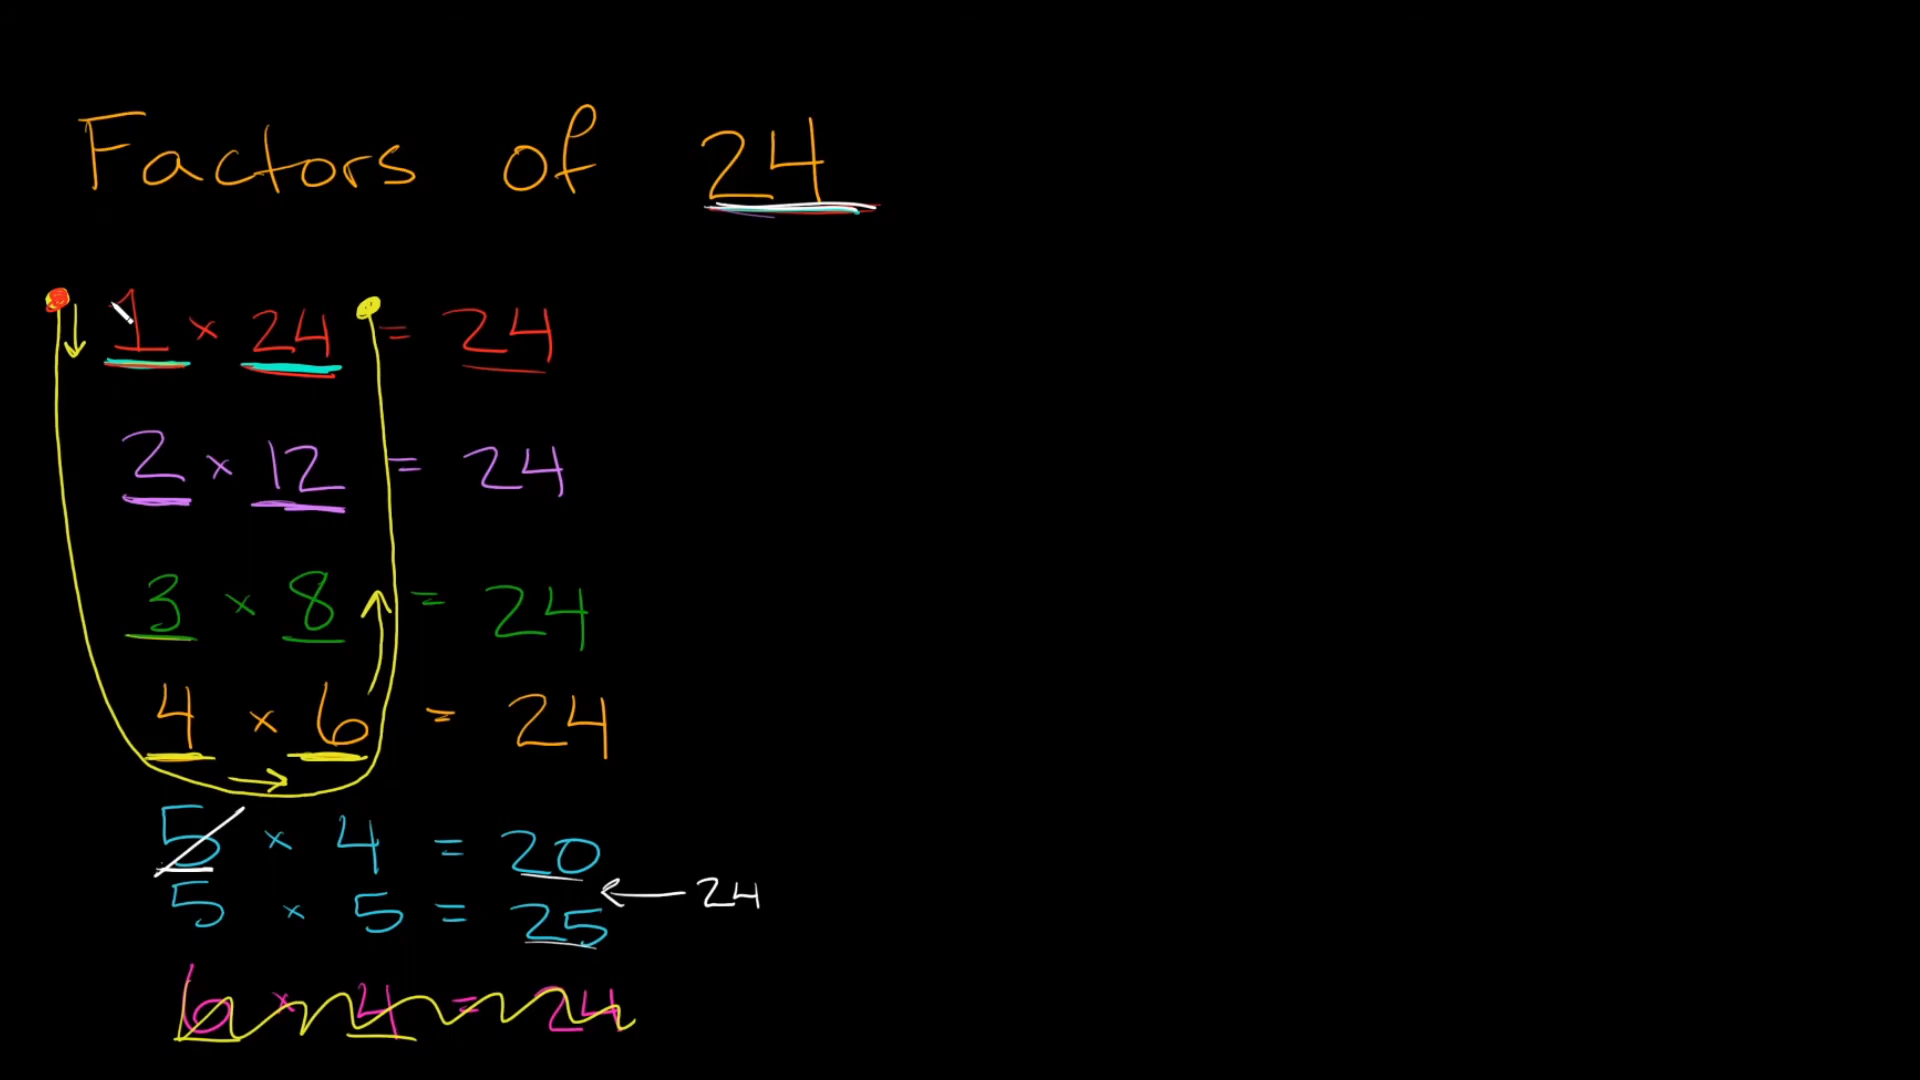 Factors of 24
1 × 24 = 24
2 × 12 = 24
3 × 8 = 24
4 × 6 = 24
5 × 4 = 20
← 24
5 × 5 = 25
6 × 4 = 24